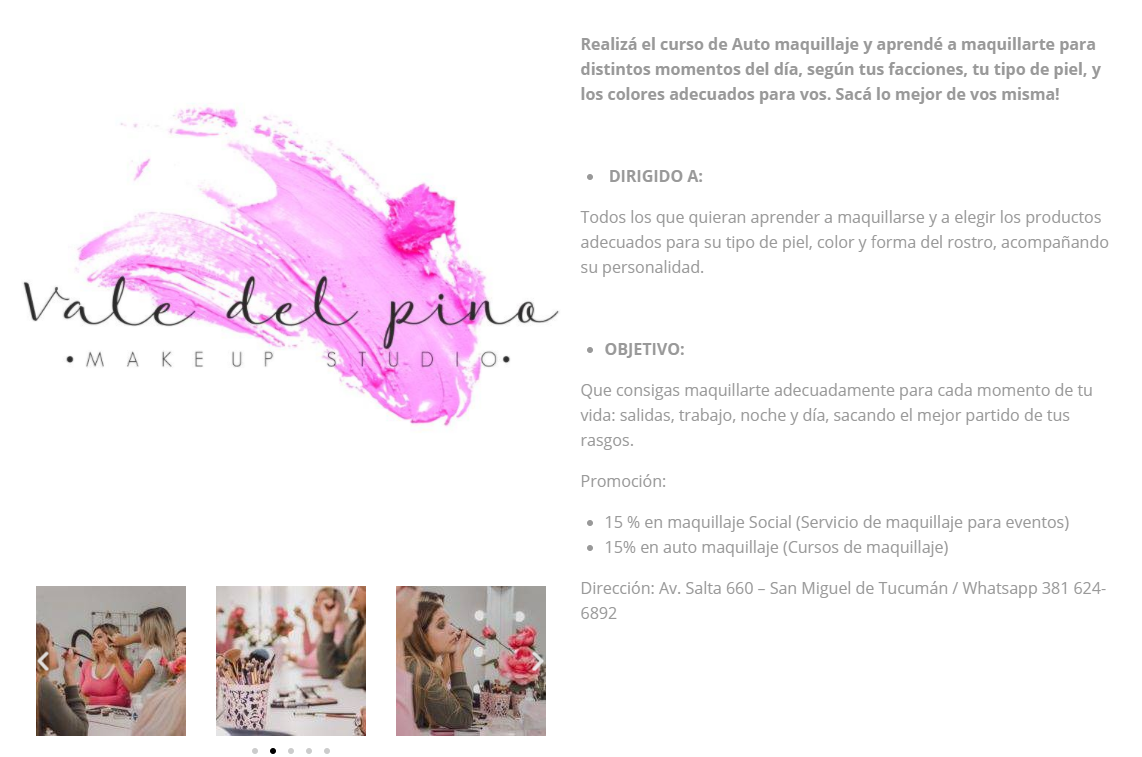 Vale del pino
•MAKEUP STUDIO•
Realizá el curso de Auto maquillaje y aprendé a maquillarte para
distintos momentos del día, según tus facciones, tu tipo de piel, y
los colores adecuados para vos. Sacá lo mejor de vos misma!
• DIRIGIDO A:
Todos los que quieran aprender a maquillarse y a elegir los productos
adecuados para su tipo de piel, color y forma del rostro, acompañando
su personalidad.
• OBJETIVO:
Que consigas maquillarte adecuadamente para cada momento de tu
vida: salidas, trabajo, noche y día, sacando el mejor partido de tus
rasgos.
Promoción:
• 15 % en maquillaje Social (Servicio de maquillaje para eventos)
• 15% en auto maquillaje (Cursos de maquillaje)
Dirección: Av. Salta 660 – San Miguel de Tucumán / Whatsapp 381 624-
6892